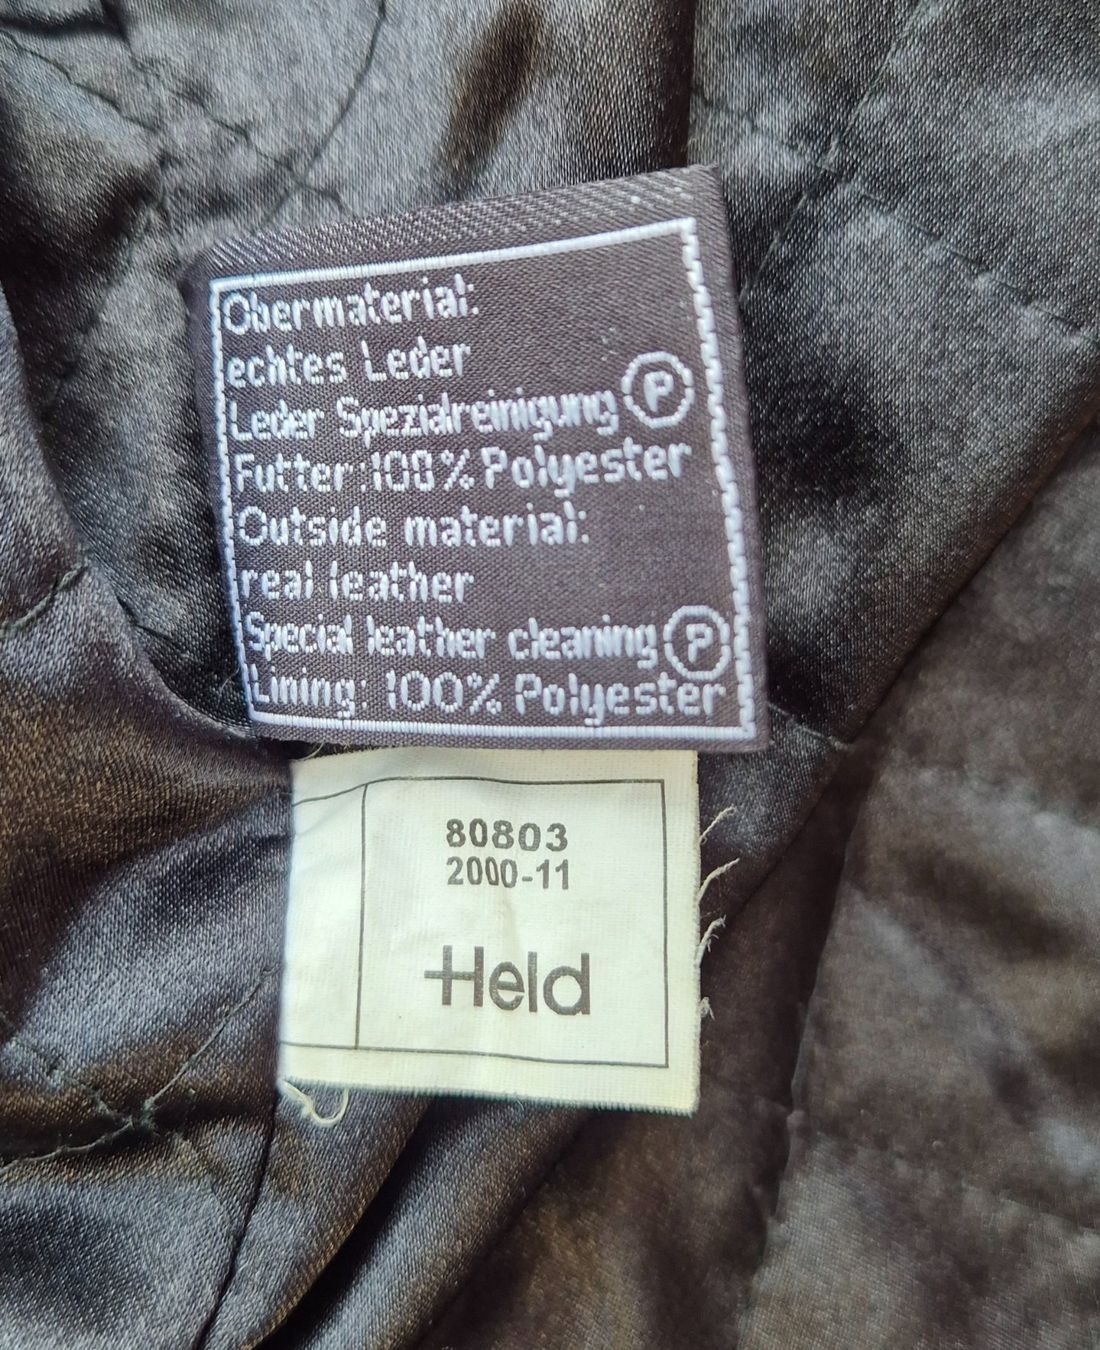 Obermaterial:
echtes Leder
Leder Spezialreinigung P
Futter: 100% Polyester
Outside material:
real leather
Special leather cleaning P
Lining: 100% Polyester
80803
2000-11
Held